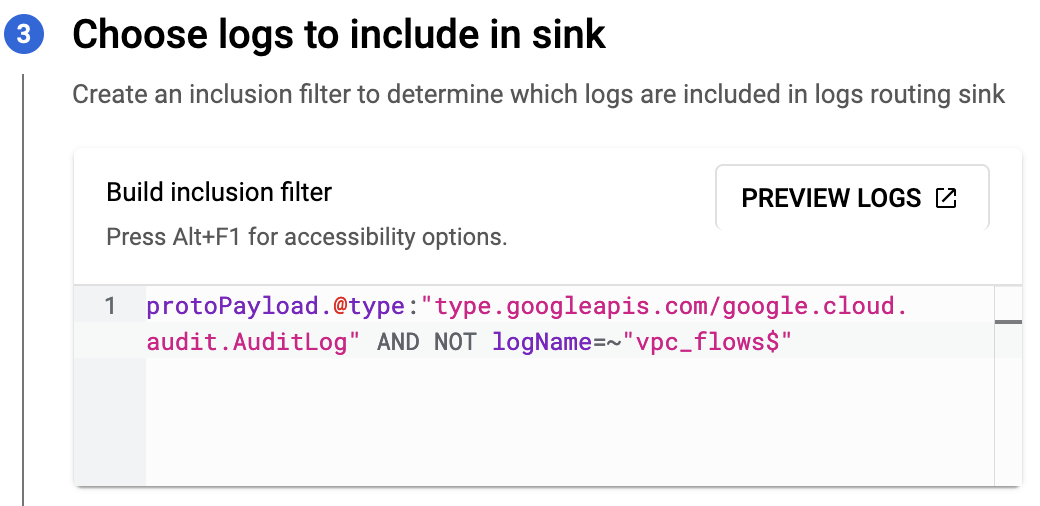 3
Choose logs to include in sink
Create an inclusion filter to determine which logs are included in logs routing sink
Build inclusion filter
PREVIEW LOGS
Press Alt+F1 for accessibility options.
1
protoPayload.@type:"type.googleapis.com/google.cloud.
audit.AuditLog" AND NOT logName=~"vpc_flows$"